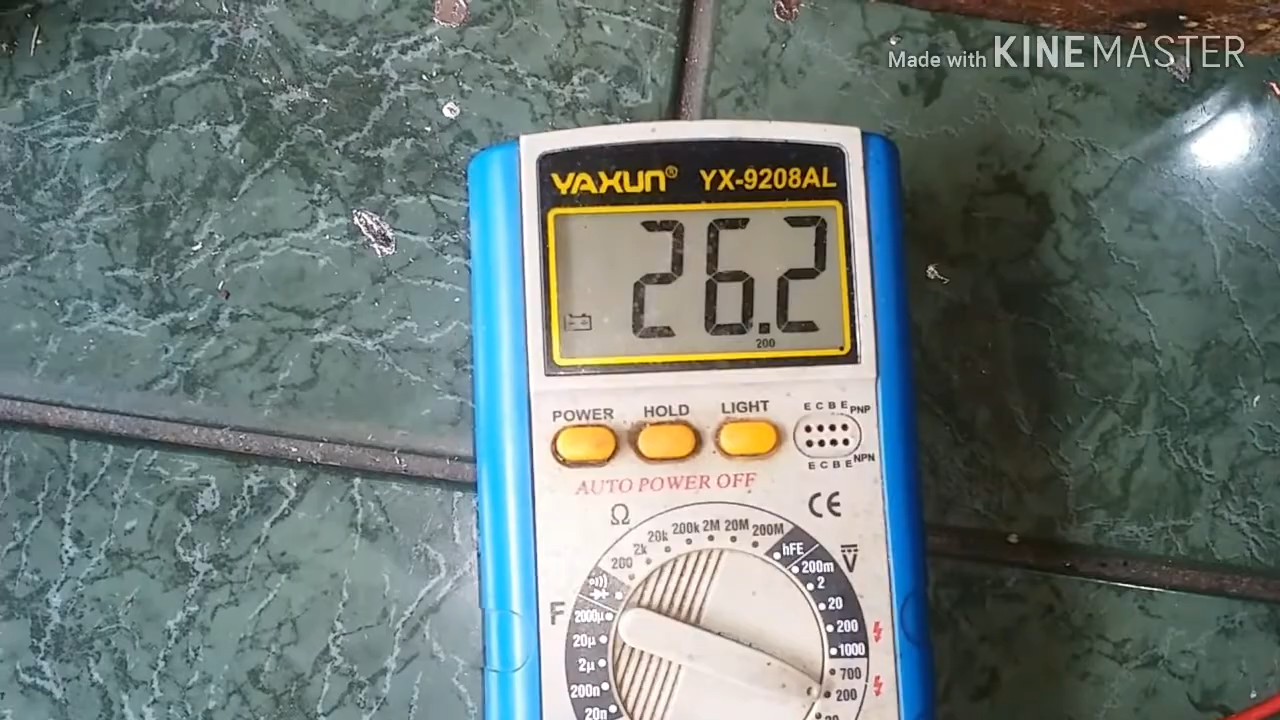 Made with KINEMASTER
YAXUN® YX-9208AL
26.2
200
POWER HOLD LIGHT
E C B E PNP
E C B E NPN
AUTO POWER OFF
CE
Ω
200 2k 20k 200k 2M 20M 200M
hFE
V
200m
2
20
200
1000
700
200
20
F
2000µ
20µ
2µ
200n
20n